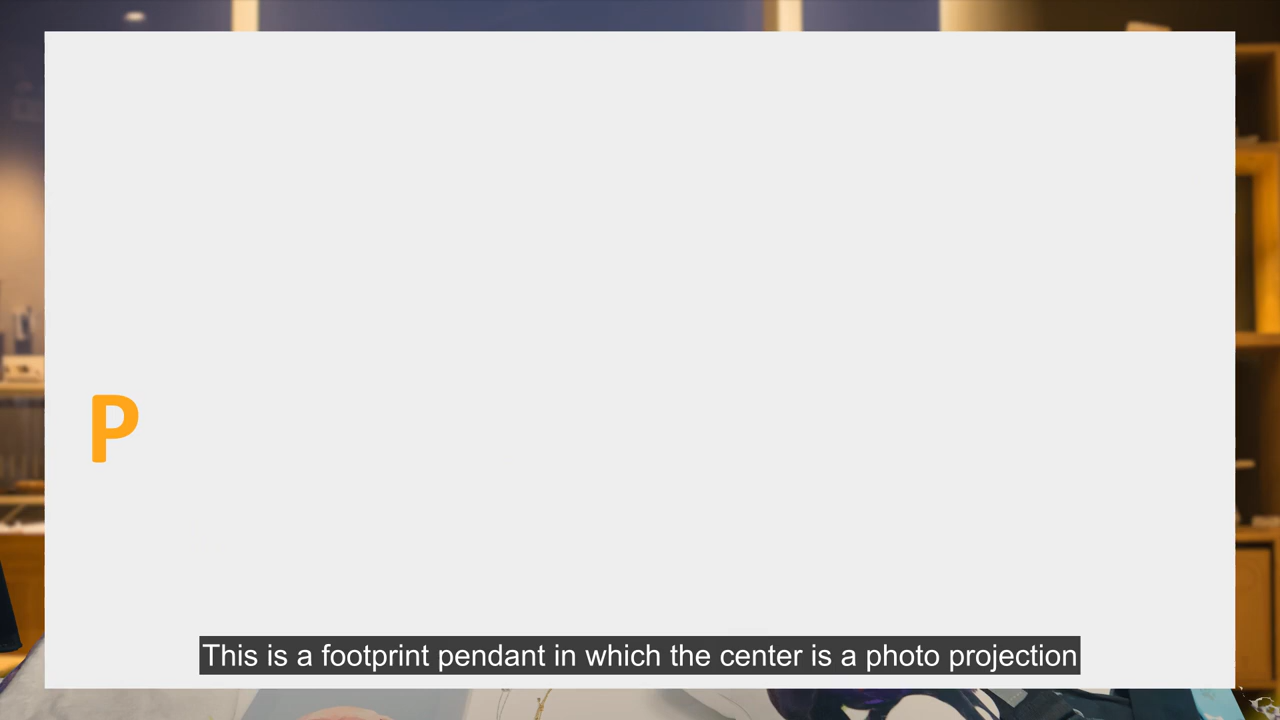 P
This is a footprint pendant in which the center is a photo projection